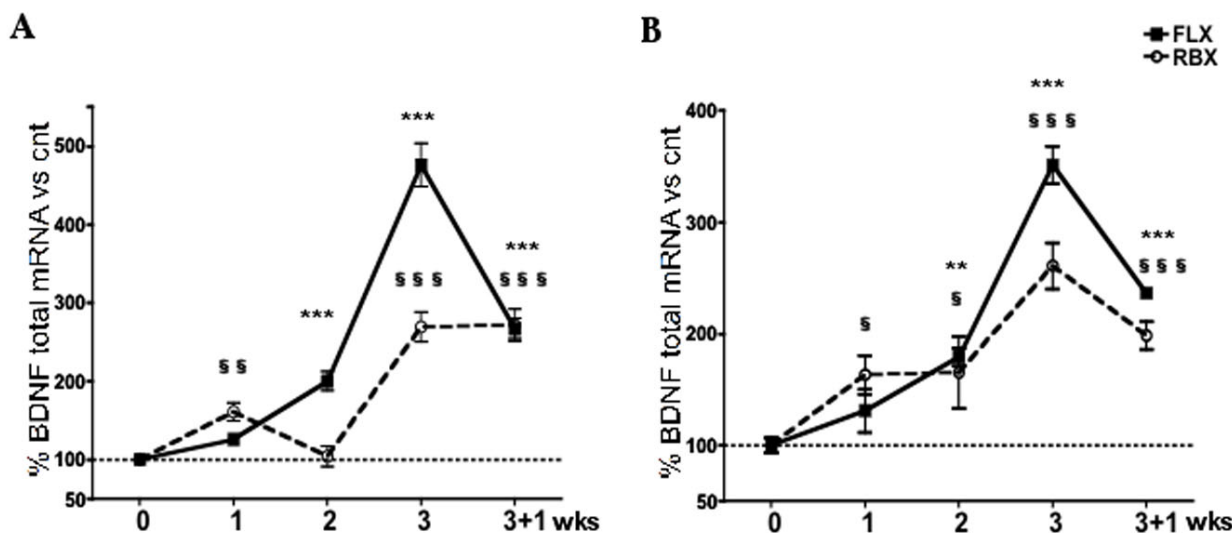 A
% BDNF total mRNA vs cnt
500
400
300
200
100
50
§ §
***
***
§ § §
***
§ § §
0 1 2 3 3+1 wks
B
FLX
RBX
% BDNF total mRNA vs cnt
400
300
200
100
50
§
**
§
***
§ § §
***
§ § §
0 1 2 3 3+1 wks